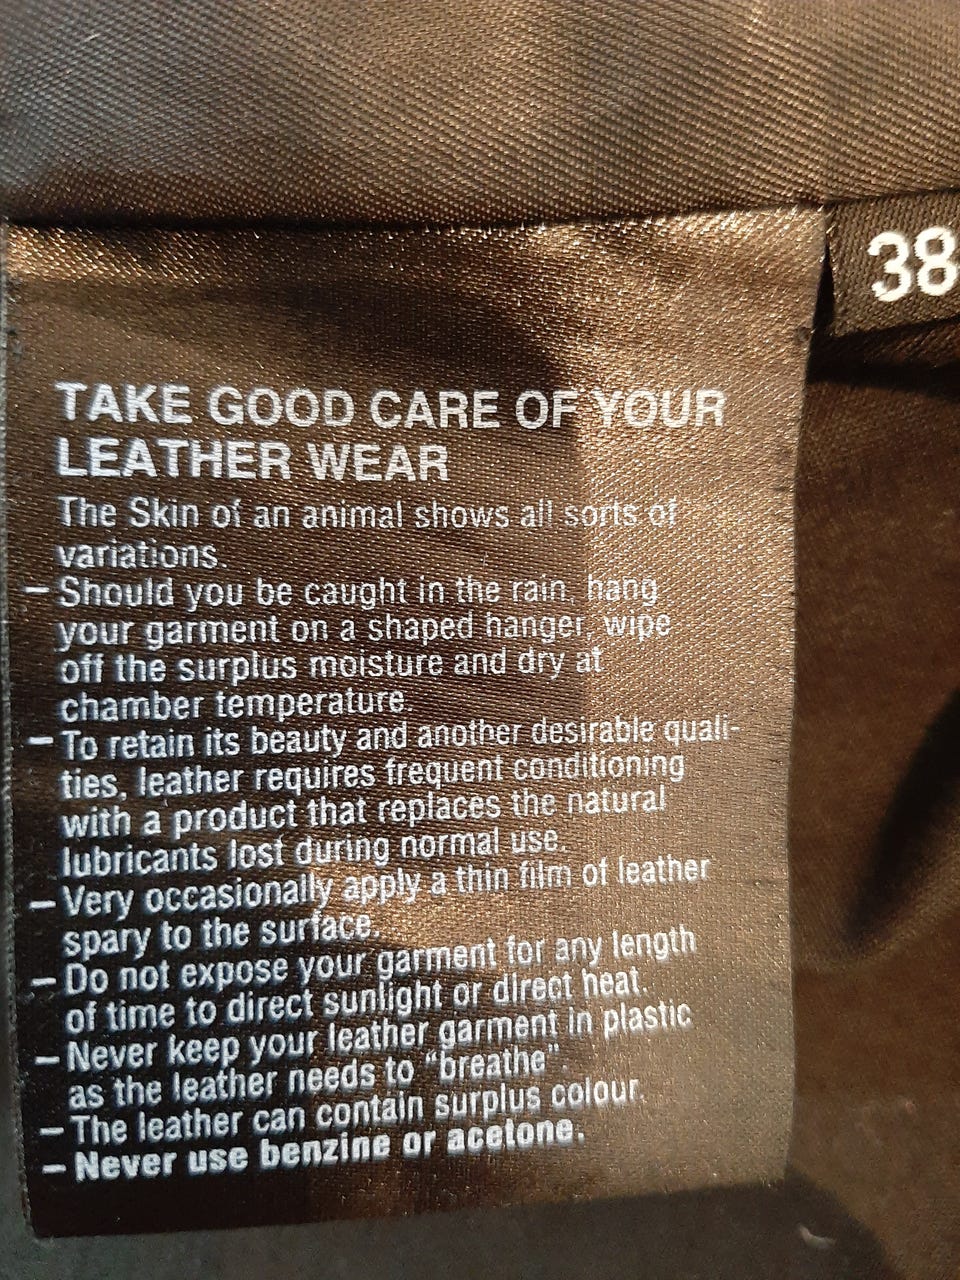 38
TAKE GOOD CARE OF YOUR
LEATHER WEAR
The Skin of an animal shows all sorts of
variations.
– Should you be caught in the rain, hang
your garment on a shaped hanger, wipe
off the surplus moisture and dry at
chamber temperature.
– To retain its beauty and another desirable quali-
ties, leather requires frequent conditioning
with a product that replaces the natural
lubricants lost during normal use.
– Very occasionally apply a thin film of leather
spary to the surface.
– Do not expose your garment for any length
of time to direct sunlight or direct heat.
– Never keep your leather garment in plastic
as the leather needs to “breathe”.
– The leather can contain surplus colour.
– Never use benzine or acetone.